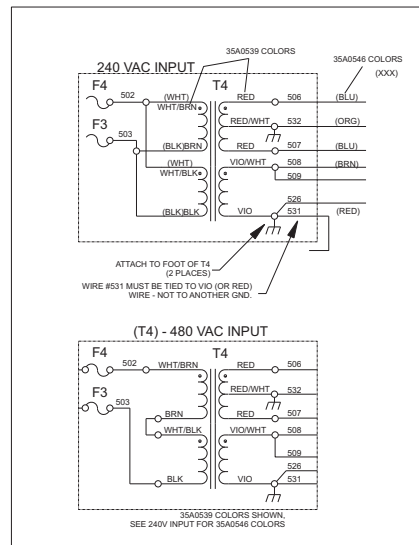 35A0539 COLORS
35A0546 COLORS
(XXX)
240 VAC INPUT
F4
T4
502
(WHT)
WHT/BRN
RED
506
(BLU)
F3
RED/WHT
532
(ORG)
503
(BLK)BRN
RED
507
(BLU)
(WHT)
WHT/BLK
VIO/WHT
508
(BRN)
509
526
(BLK)BLK
VIO
531
(RED)
ATTACH TO FOOT OF T4
(2 PLACES)
WIRE #531 MUST BE TIED TO VIO (OR RED)
WIRE - NOT TO ANOTHER GND.
(T4) - 480 VAC INPUT
F4
T4
502
WHT/BRN
RED
506
F3
RED/WHT
532
503
BRN
RED
507
WHT/BLK
VIO/WHT
508
509
526
BLK
VIO
531
35A0539 COLORS SHOWN,
SEE 240V INPUT FOR 35A0546 COLORS